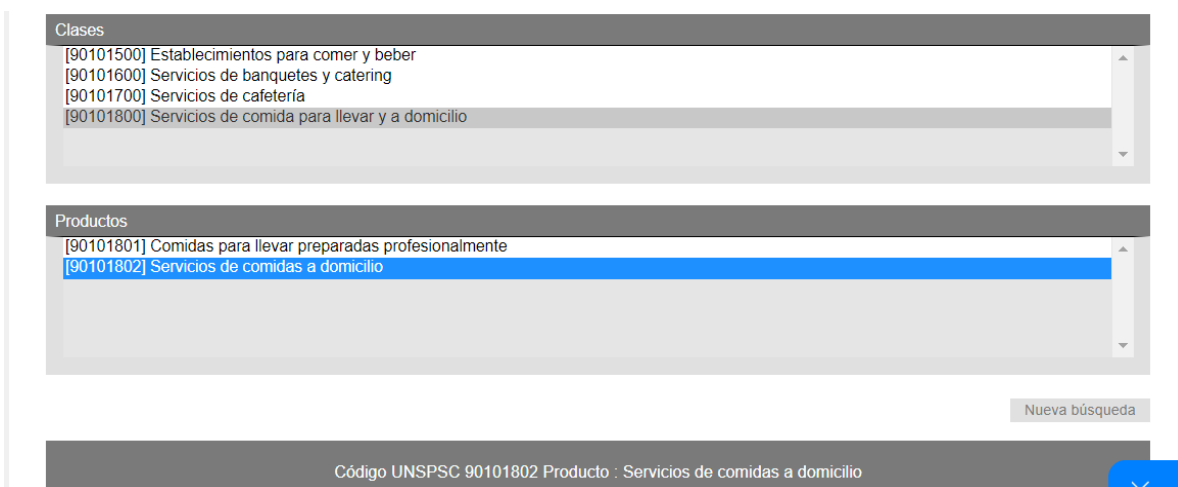 Clases
[90101500] Establecimientos para comer y beber
[90101600] Servicios de banquetes y catering
[90101700] Servicios de cafetería
[90101800] Servicios de comida para llevar y a domicilio
Productos
[90101801] Comidas para llevar preparadas profesionalmente
[90101802] Servicios de comidas a domicilio
Nueva búsqueda
Código UNSPSC 90101802 Producto : Servicios de comidas a domicilio